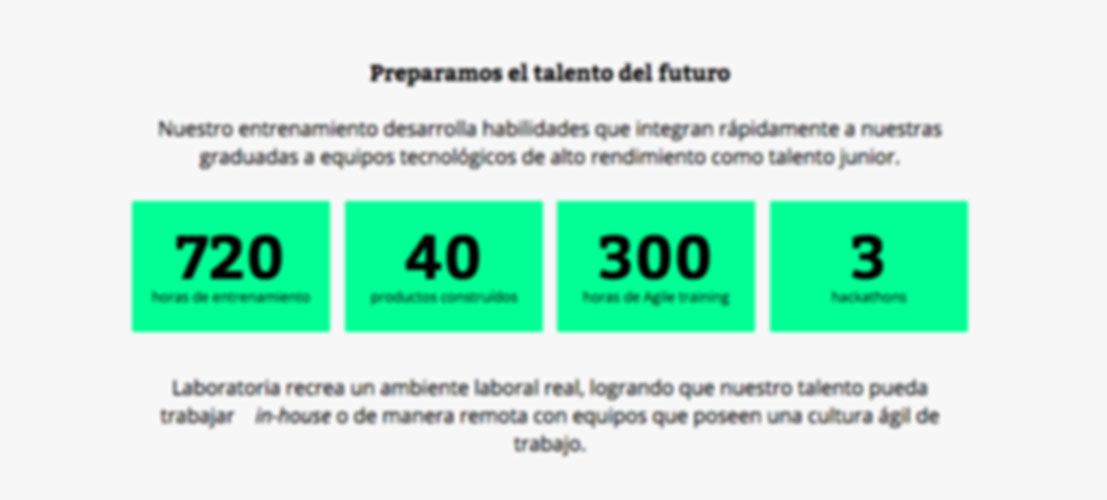 Preparamos el talento del futuro
Nuestro entrenamiento desarrolla habilidades que integran rápidamente a nuestras
graduadas a equipos tecnológicos de alto rendimiento como talento junior.
720
horas de entrenamiento
40
productos construídos
300
horas de Agile training
3
hackathons
Laboratoria recrea un ambiente laboral real, logrando que nuestro talento pueda
trabajar in-house o de manera remota con equipos que poseen una cultura ágil de
trabajo.